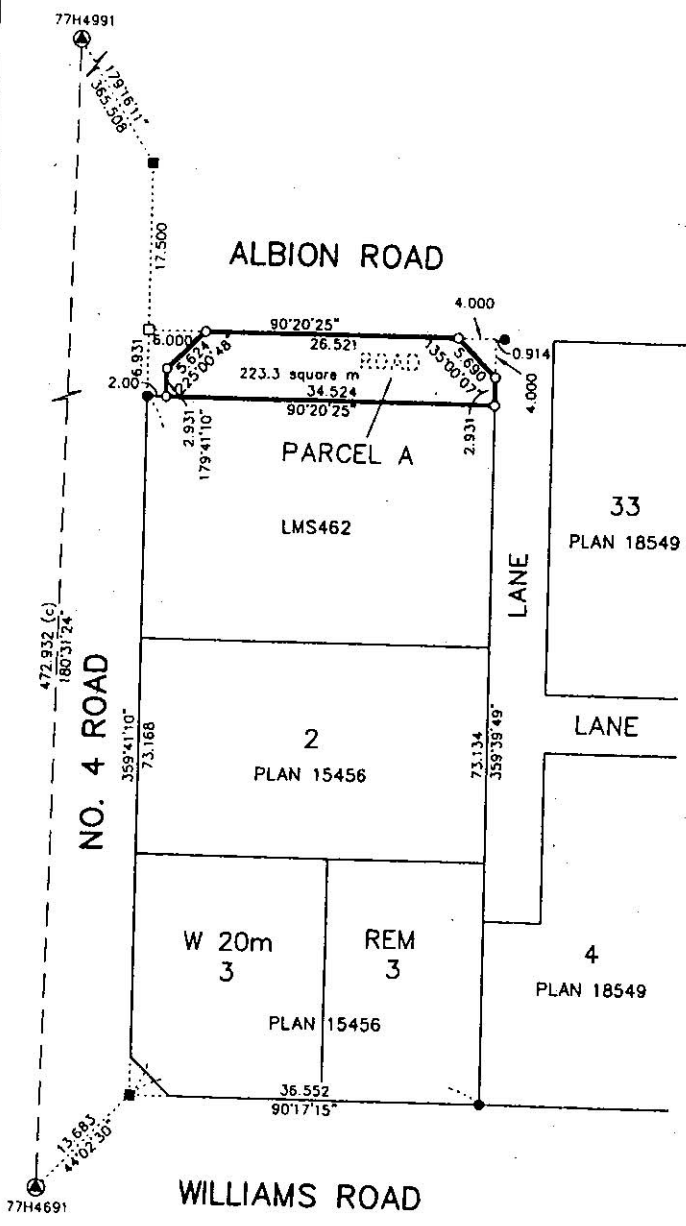 77H4991
179°16'11"
365.508
17.500
ALBION ROAD
4.000
90°20'25"
26.521
6.000
6.931
5.624
225°00'48"
ROAD
5.690
135°00'07"
0.914
4.000
223.3 square m
34.524
90°20'25"
2.00
2.931
179°41'10"
2.931
PARCEL A
LMS462
33
PLAN 18549
LANE
472.932 (c)
180°31'24"
NO. 4 ROAD
359°41'10"
73.168
2
PLAN 15456
73.134
359°39'49"
LANE
W 20m
3
REM
3
PLAN 15456
4
PLAN 18549
36.552
90°17'15"
13.683
44°02'30"
77H4691
WILLIAMS ROAD